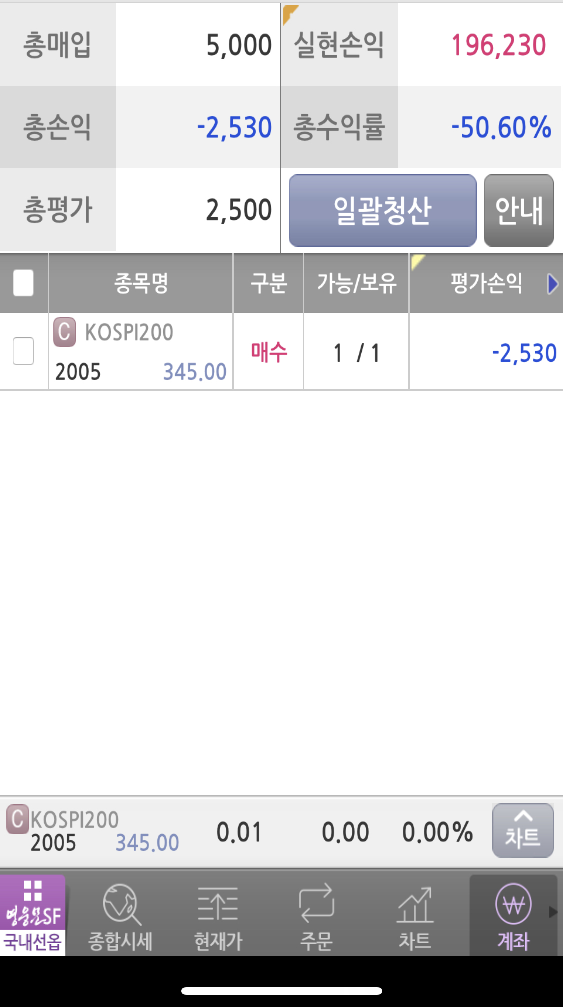 총매입 5,000 실현손익 196,230
총손익 -2,530 총수익률 -50.60%
총평가 2,500 일괄청산 안내
종목명 구분 가능/보유 평가손익
C KOSPI200
2005 345.00 매수 1 / 1 -2,530
C KOSPI200
2005 345.00 0.01 0.00 0.00% 차트
영웅문SF
국내선옵 종합시세 현재가 주문 차트 계좌